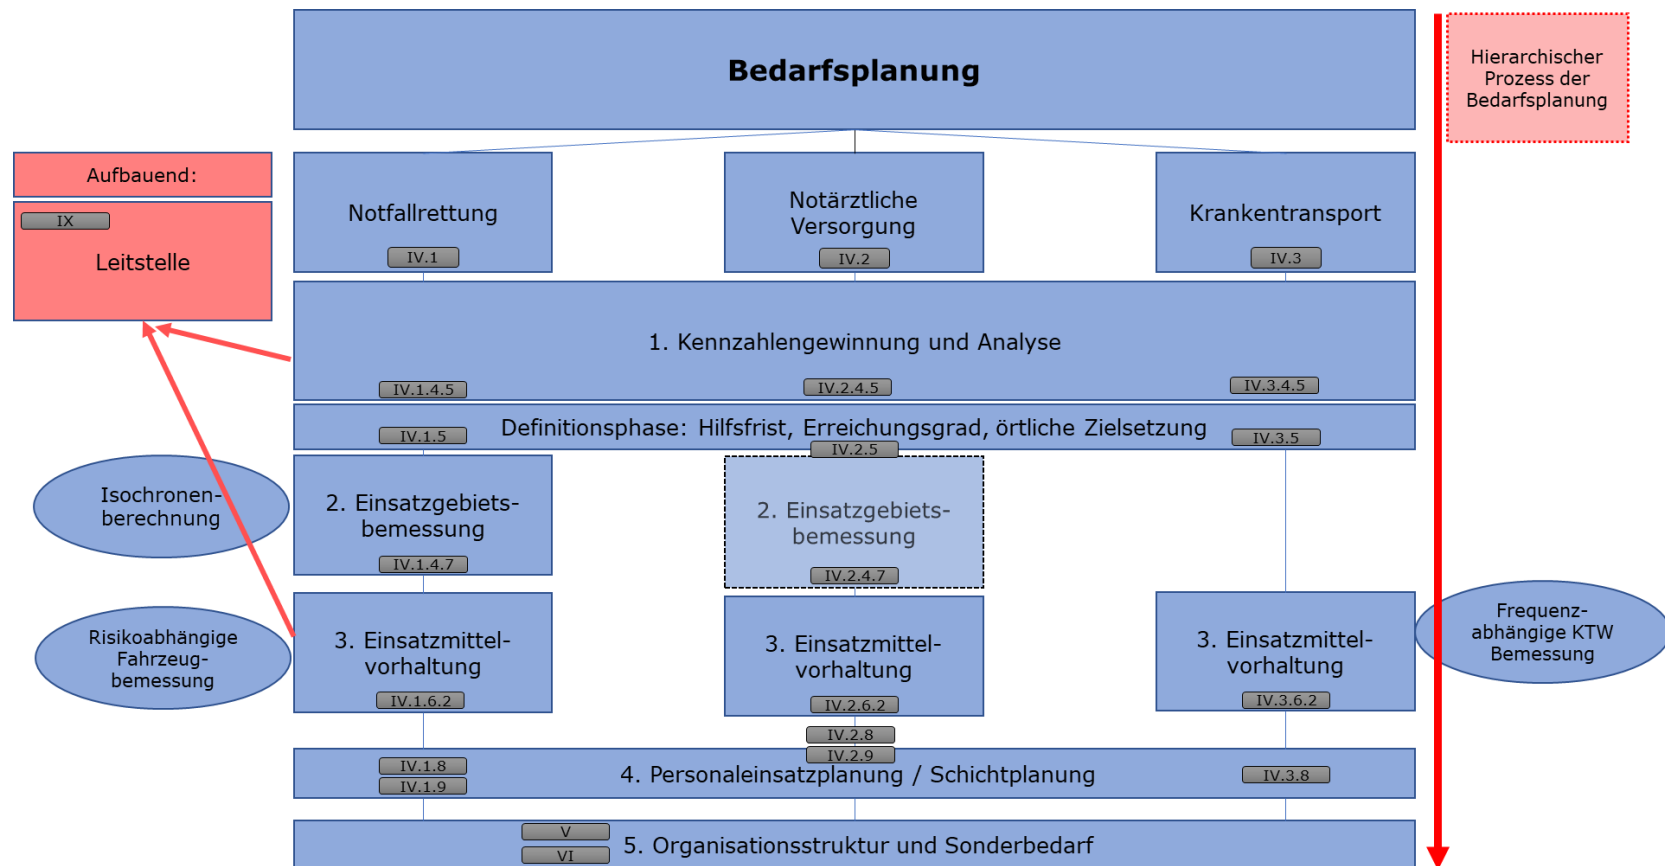 Bedarfsplanung
Hierarchischer
Prozess der
Bedarfsplanung
Aufbauend:
IX
Leitstelle
Notfallrettung
IV.1
Notärztliche
Versorgung
IV.2
Krankentransport
IV.3
1. Kennzahlengewinnung und Analyse
IV.1.4.5
IV.2.4.5
IV.3.4.5
Definitionsphase: Hilfsfrist, Erreichungsgrad, örtliche Zielsetzung
IV.1.5
IV.2.5
IV.3.5
Isochronen-
berechnung
2. Einsatzgebiets-
bemessung
IV.1.4.7
2. Einsatzgebiets-
bemessung
IV.2.4.7
Risikoabhängige
Fahrzeug-
bemessung
3. Einsatzmittel-
vorhaltung
IV.1.6.2
3. Einsatzmittel-
vorhaltung
IV.2.6.2
3. Einsatzmittel-
vorhaltung
IV.3.6.2
Frequenz-
abhängige KTW
Bemessung
IV.2.8
IV.2.9
IV.1.8
IV.1.9
4. Personaleinsatzplanung / Schichtplanung
IV.3.8
V
VI
5. Organisationsstruktur und Sonderbedarf